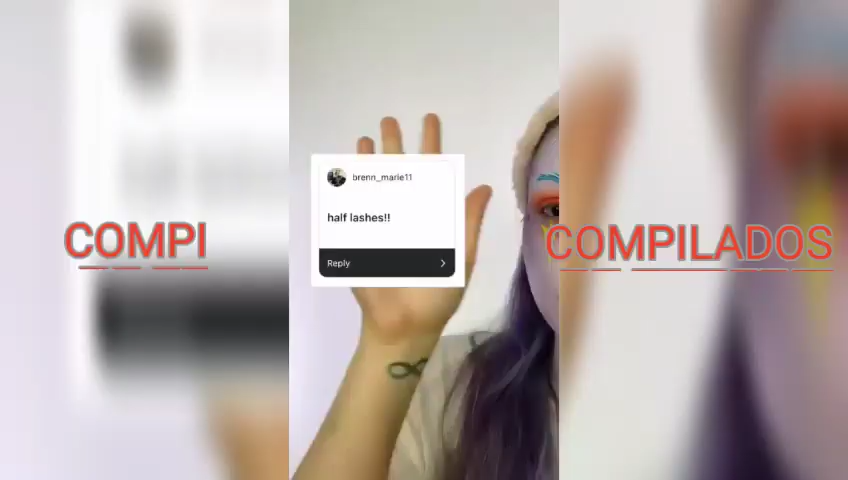 brenn_marie11
half lashes!!
Reply
COMPI
COMPILADOS